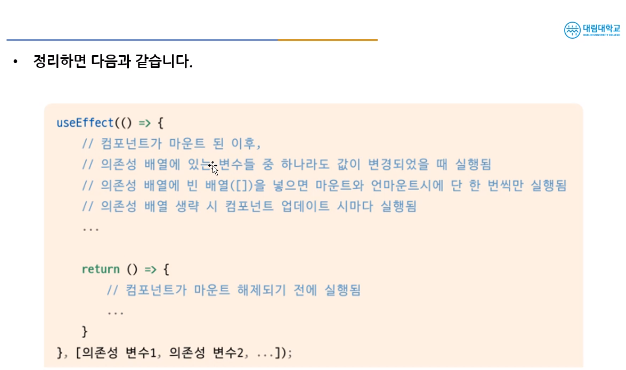 대림대학교
• 정리하면 다음과 같습니다.
useEffect(() => {
// 컴포넌트가 마운트 된 이후,
// 의존성 배열에 있는 변수들 중 하나라도 값이 변경되었을 때 실행됨
// 의존성 배열에 빈 배열([])을 넣으면 마운트와 언마운트시에 단 한 번씩만 실행됨
// 의존성 배열 생략 시 컴포넌트 업데이트 시마다 실행됨
...
return () => {
// 컴포넌트가 마운트 해제되기 전에 실행됨
...
}
}, [의존성 변수1, 의존성 변수2, ...]);